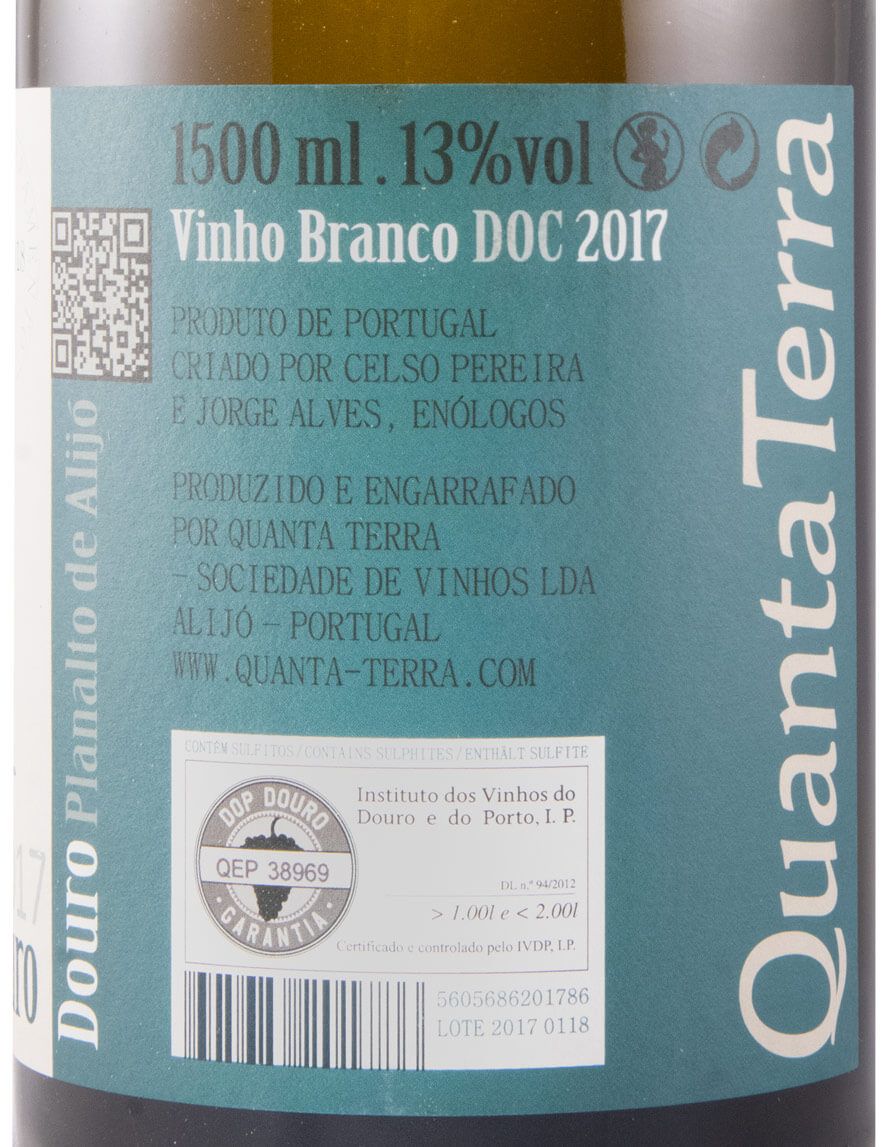 1500 ml . 13%vol
Vinho Branco DOC 2017
PRODUTO DE PORTUGAL
CRIADO POR CELSO PEREIRA
E JORGE ALVES, ENÓLOGOS
PRODUZIDO E ENGARRAFADO
POR QUANTA TERRA
– SOCIEDADE DE VINHOS LDA
ALIJÓ – PORTUGAL
WWW.QUANTA-TERRA.COM
CONTÉM SULFITOS/CONTAINS SULPHITES/ENTHÄLT SULFITE
DOP DOURO
QEP 38969
· GARANTIA ·
Instituto dos Vinhos do
Douro e do Porto, I. P.
DL n.º 94/2012
> 1.00l e < 2.00l
Certificado e controlado pelo IVDP, I.P.
5605686201786
LOTE 2017 0118
Douro Planalto de Alijó
Quanta Terra
17
uro